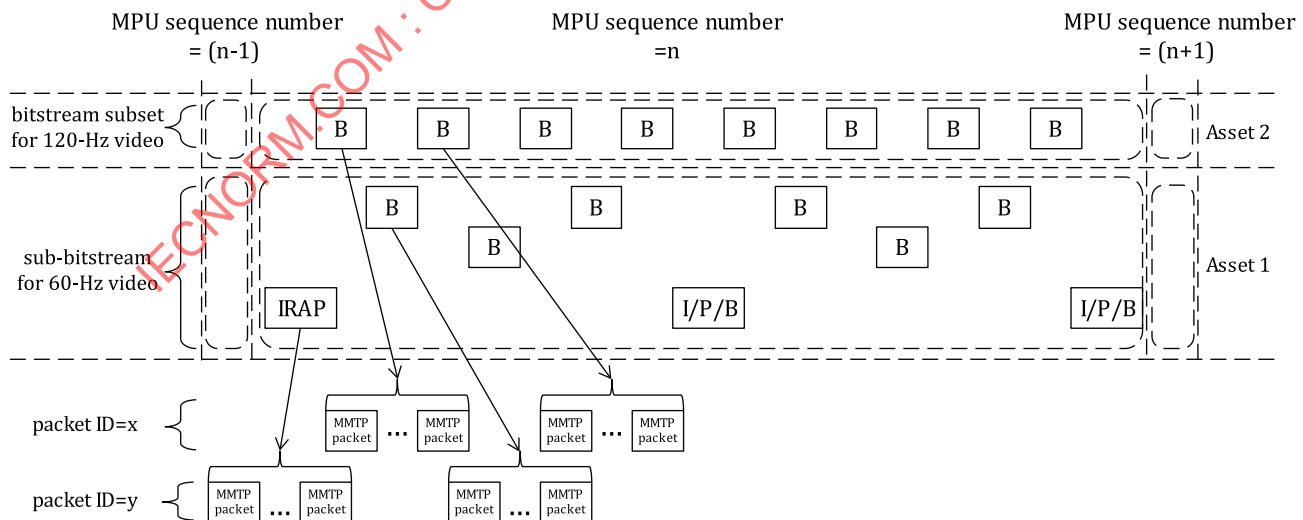 MPU sequence number
= (n-1)
MPU sequence number
=n
MPU sequence number
= (n+1)
bitstream subset
for 120-Hz video
B B B B B B B B
Asset 2
B B B B
B B
sub-bitstream
for 60-Hz video
Asset 1
IRAP I/P/B I/P/B
packet ID=x
MMTP
packet
...
MMTP
packet
MMTP
packet
...
MMTP
packet
packet ID=y
MMTP
packet
...
MMTP
packet
MMTP
packet
...
MMTP
packet
IECNORM.COM :